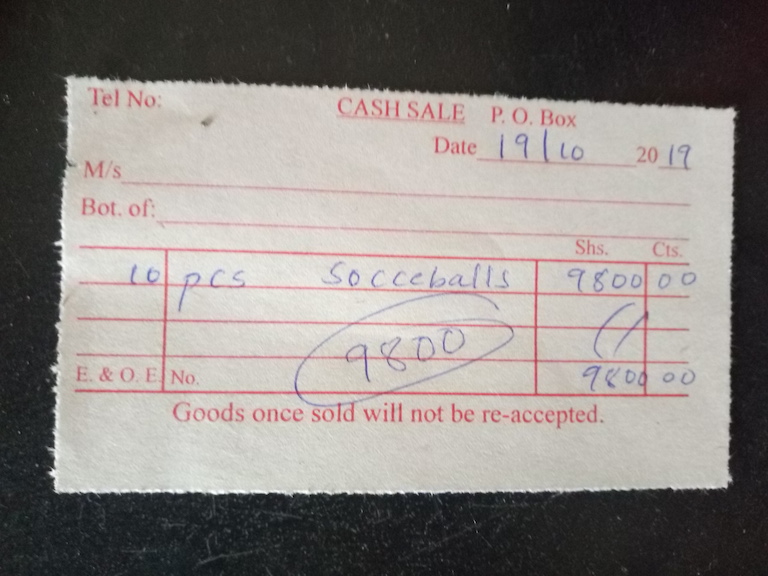 Tel No: CASH SALE P. O. Box
Date 19/10 2019
M/s
Bot. of:
Shs. Cts.
10 pcs Socceballs 9800 00
9800
E. & O. E. No. 9800 00
Goods once sold will not be re-accepted.